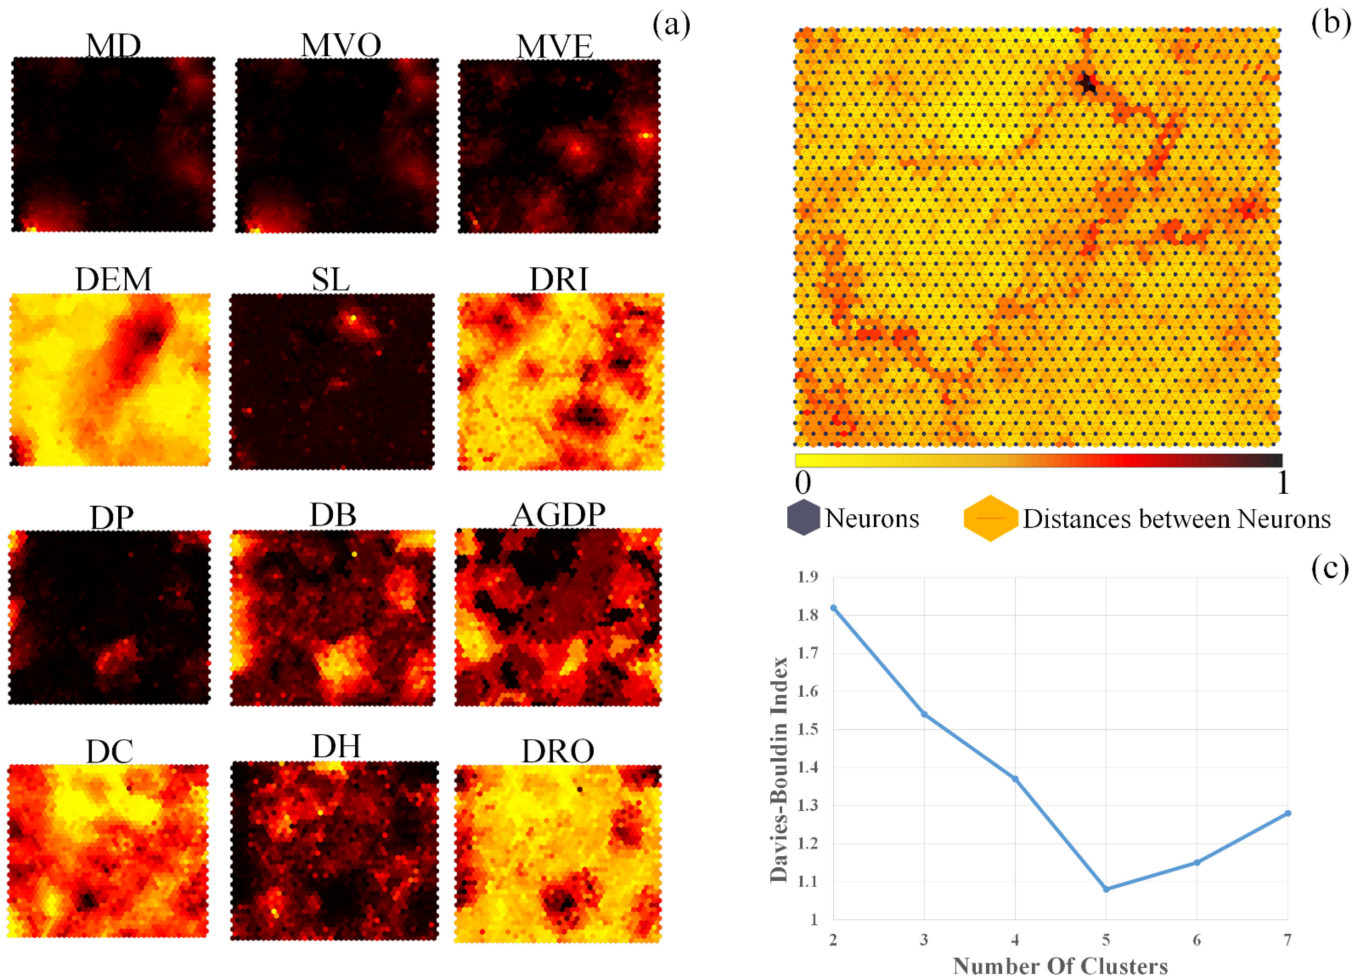 (a)
MD MVO MVE
DEM SL DRI
DP DB AGDP
DC DH DRO
(b)
0 1
Neurons Distances between Neurons
(c)
1.9
1.8
1.7
1.6
1.5
1.4
1.3
1.2
1.1
1
Davies-Bouldin Index
2 3 4 5 6 7
Number Of Clusters